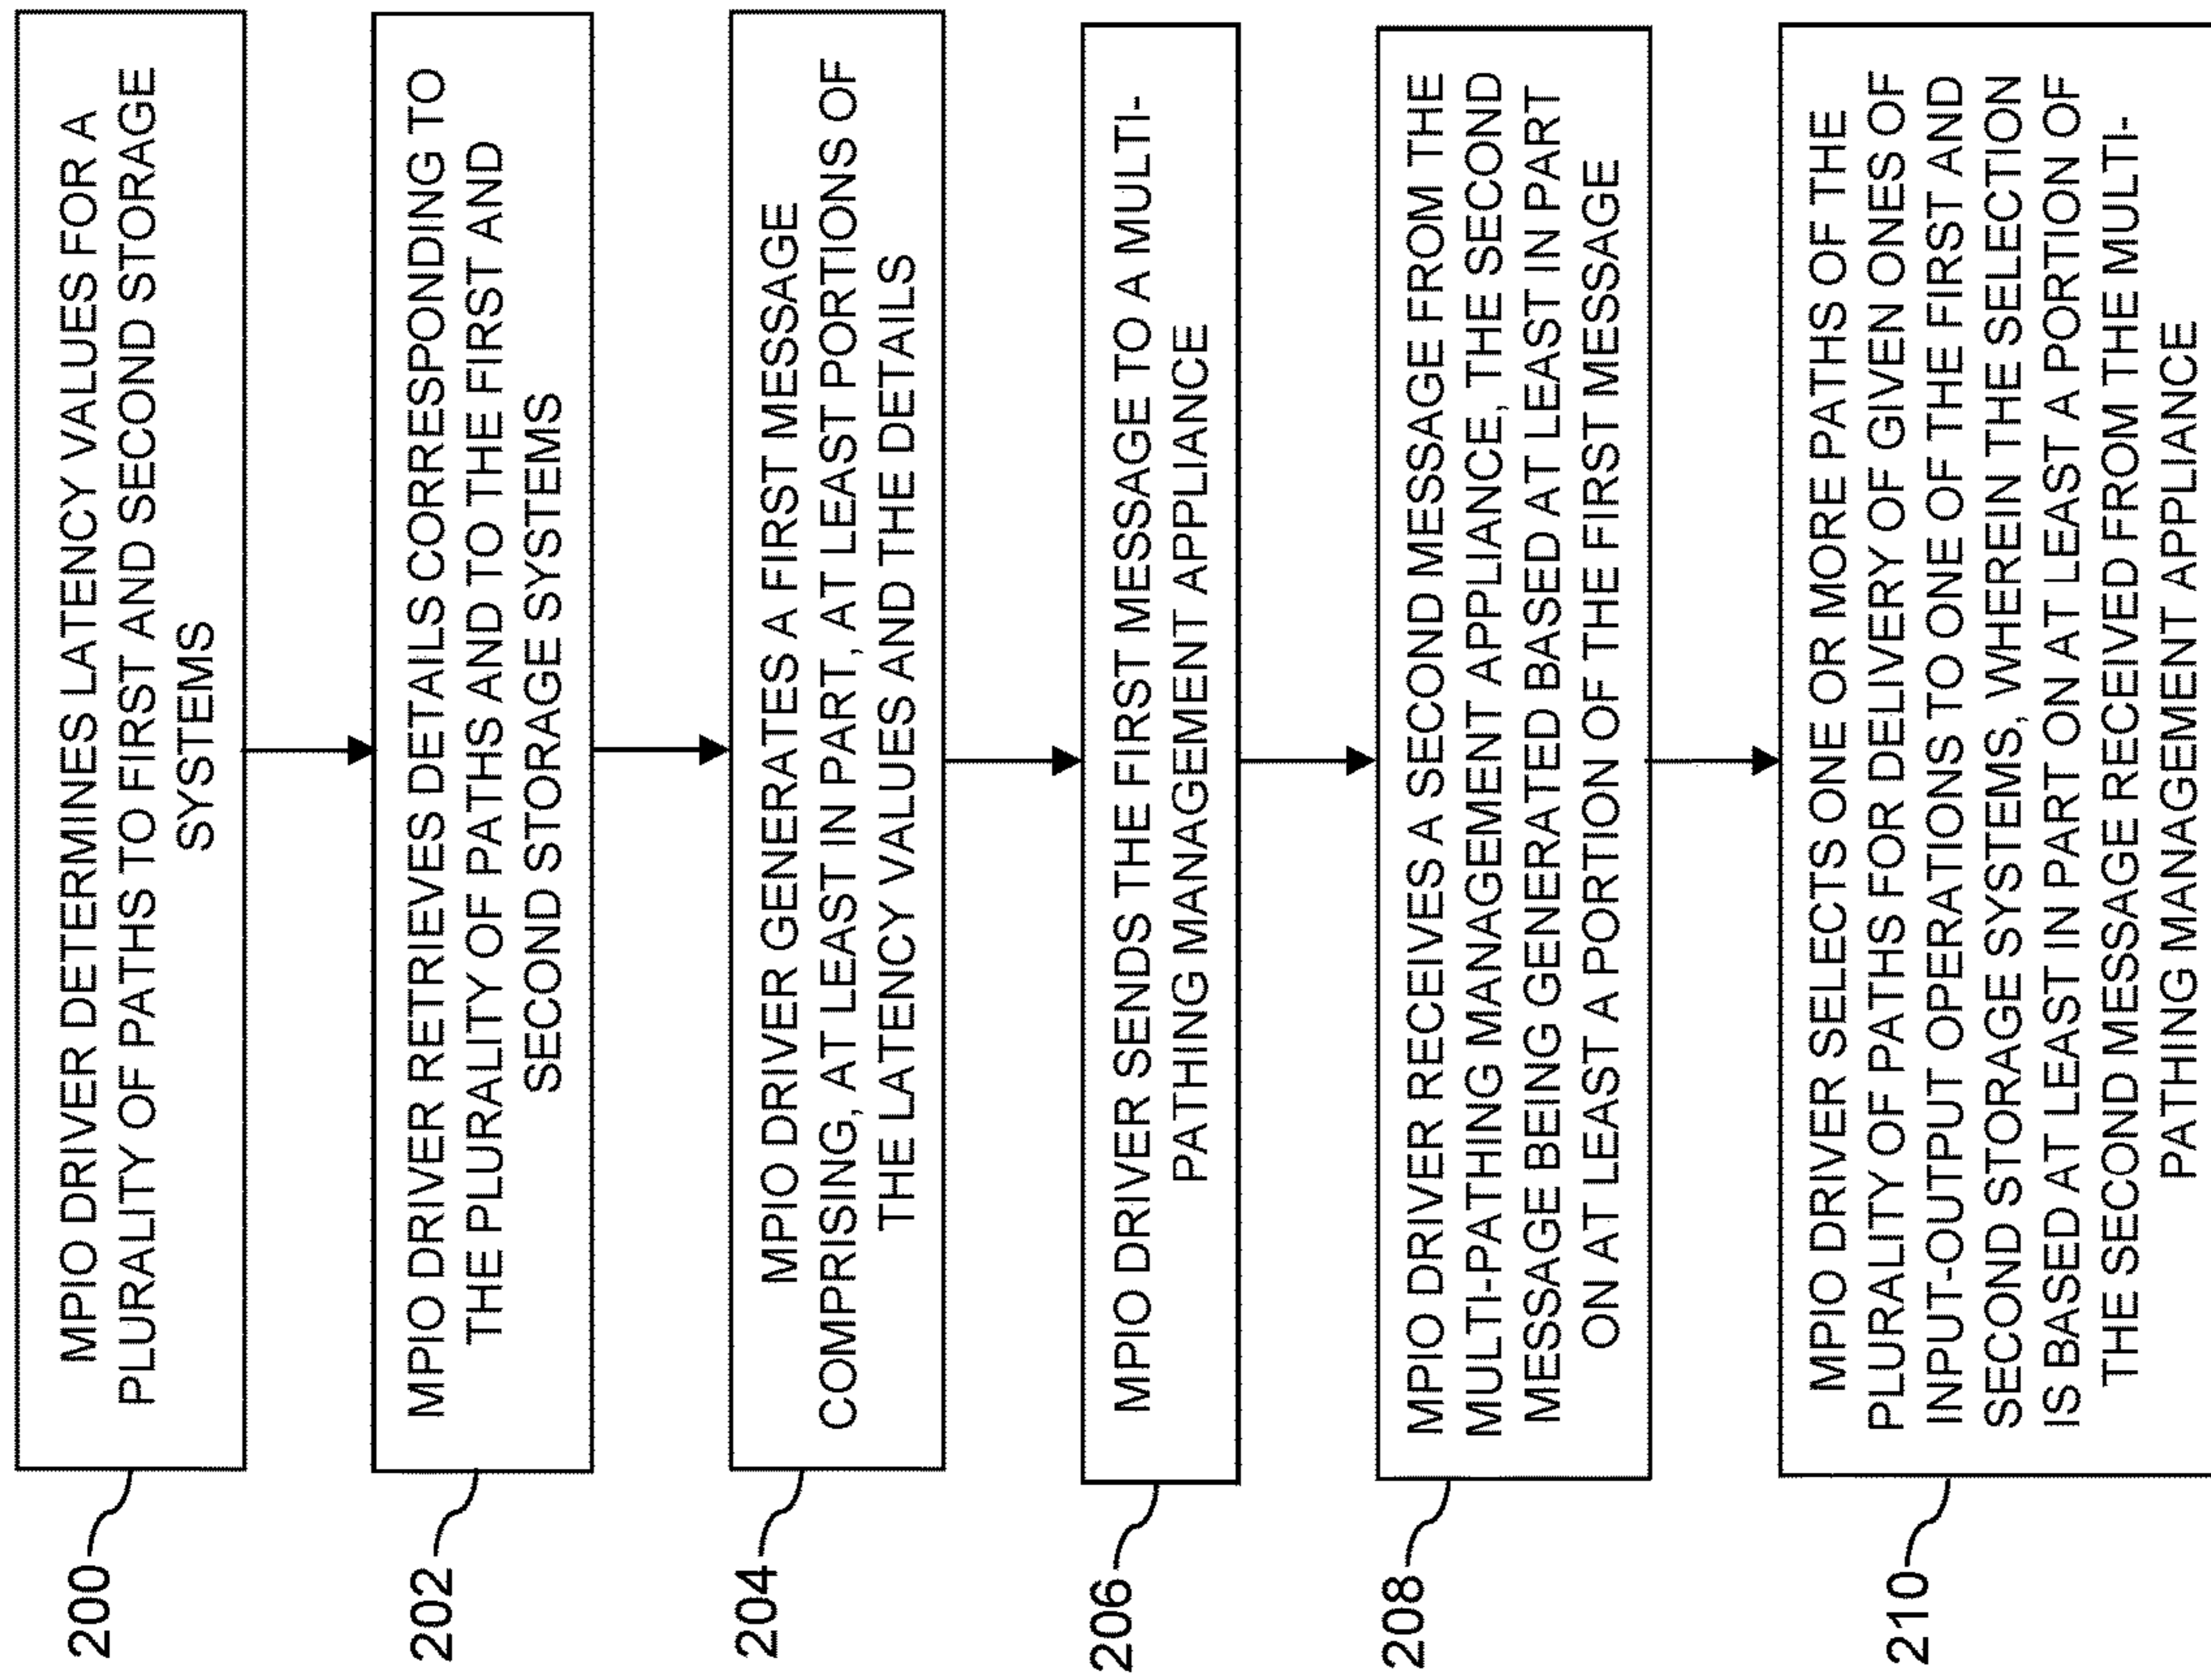 200
MPIO DRIVER DETERMINES LATENCY VALUES FOR A
PLURALITY OF PATHS TO FIRST AND SECOND STORAGE
SYSTEMS
202
MPIO DRIVER RETRIEVES DETAILS CORRESPONDING TO
THE PLURALITY OF PATHS AND TO THE FIRST AND
SECOND STORAGE SYSTEMS
204
MPIO DRIVER GENERATES A FIRST MESSAGE
COMPRISING, AT LEAST IN PART, AT LEAST PORTIONS OF
THE LATENCY VALUES AND THE DETAILS
206
MPIO DRIVER SENDS THE FIRST MESSAGE TO A MULTI-
PATHING MANAGEMENT APPLIANCE
208
MPIO DRIVER RECEIVES A SECOND MESSAGE FROM THE
MULTI-PATHING MANAGEMENT APPLIANCE, THE SECOND
MESSAGE BEING GENERATED BASED AT LEAST IN PART
ON AT LEAST A PORTION OF THE FIRST MESSAGE
210
MPIO DRIVER SELECTS ONE OR MORE PATHS OF THE
PLURALITY OF PATHS FOR DELIVERY OF GIVEN ONES OF
INPUT-OUTPUT OPERATIONS TO ONE OF THE FIRST AND
SECOND STORAGE SYSTEMS, WHEREIN THE SELECTION
IS BASED AT LEAST IN PART ON AT LEAST A PORTION OF
THE SECOND MESSAGE RECEIVED FROM THE MULTI-
PATHING MANAGEMENT APPLIANCE